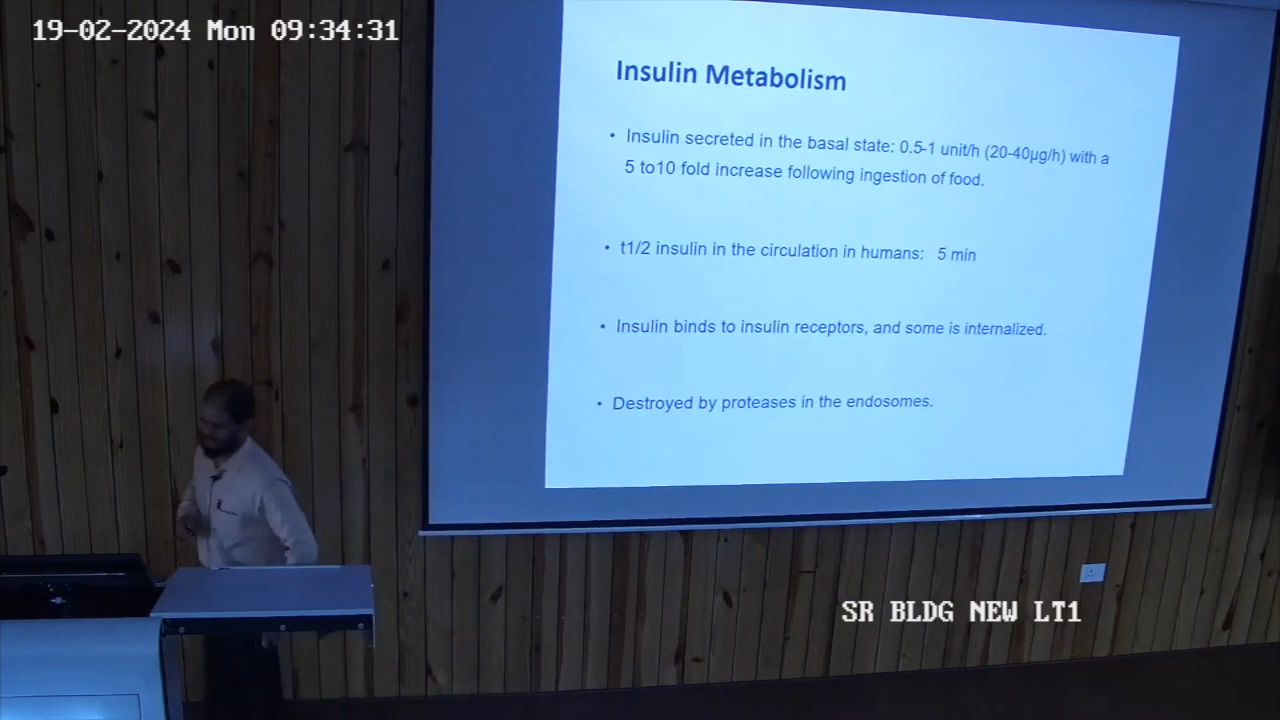 19-02-2024 Mon 09:34:31
Insulin Metabolism
• Insulin secreted in the basal state: 0.5-1 unit/h (20-40µg/h) with a
5 to10 fold increase following ingestion of food.
• t1/2 insulin in the circulation in humans: 5 min
• Insulin binds to insulin receptors, and some is internalized.
• Destroyed by proteases in the endosomes.
SR BLDG NEW LT1